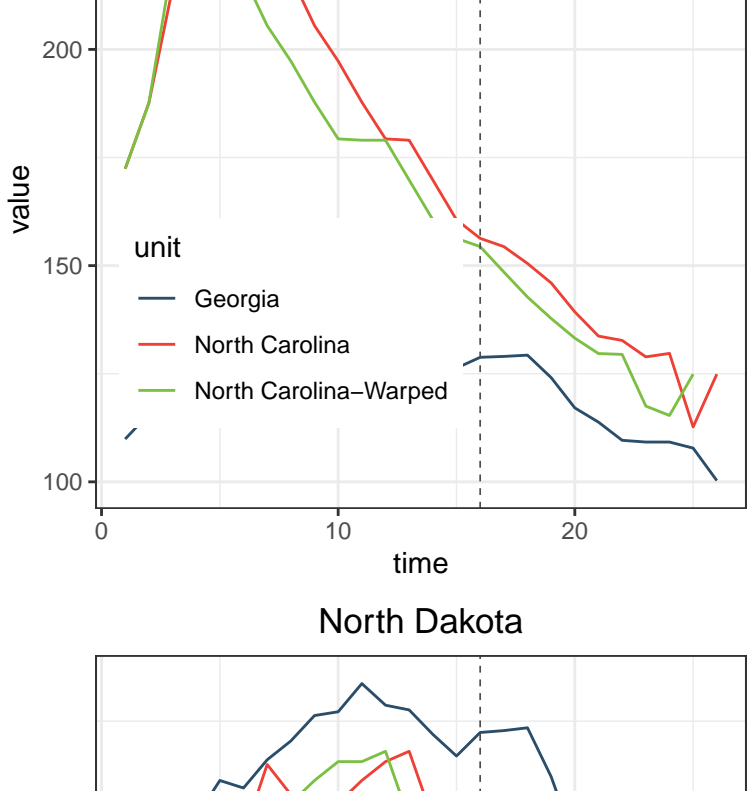 200
150
100
value
unit
Georgia
North Carolina
North Carolina–Warped
0 10 20
time
North Dakota